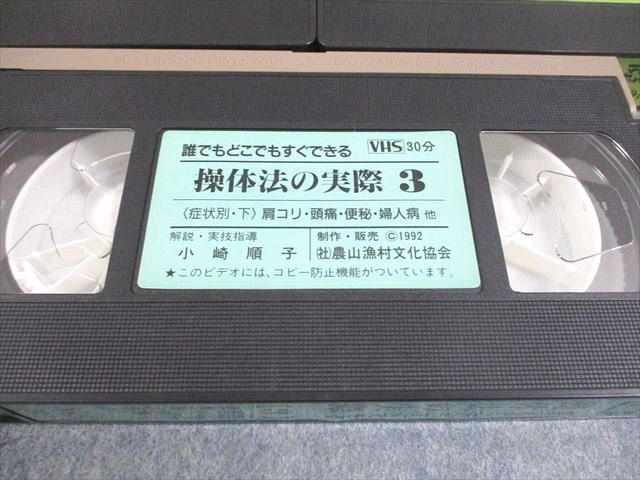 誰でもどこでもすぐできる VHS 30分
操体法の実際 3
〈症状別・下〉肩コリ・頭痛・便秘・婦人病 他
解説・実技指導 制作・販売 ©1992
小崎順子 ㈳農山漁村文化協会
★このビデオには、コピー防止機能がついています。